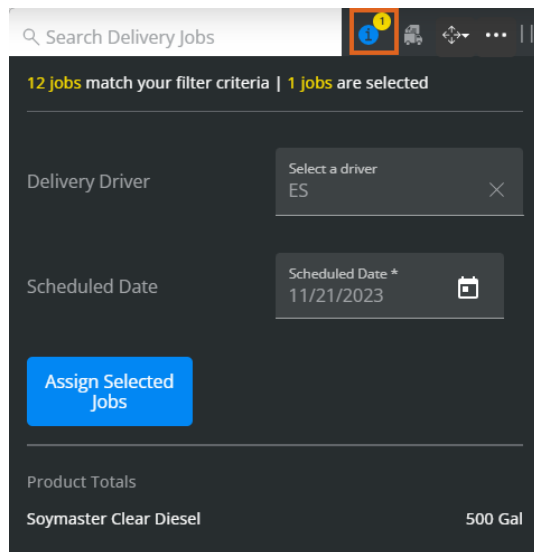 Search Delivery Jobs
1
12 jobs match your filter criteria | 1 jobs are selected
Delivery Driver
Select a driver
ES
Scheduled Date
Scheduled Date *
11/21/2023
Assign Selected
Jobs
Product Totals
Soymaster Clear Diesel 500 Gal